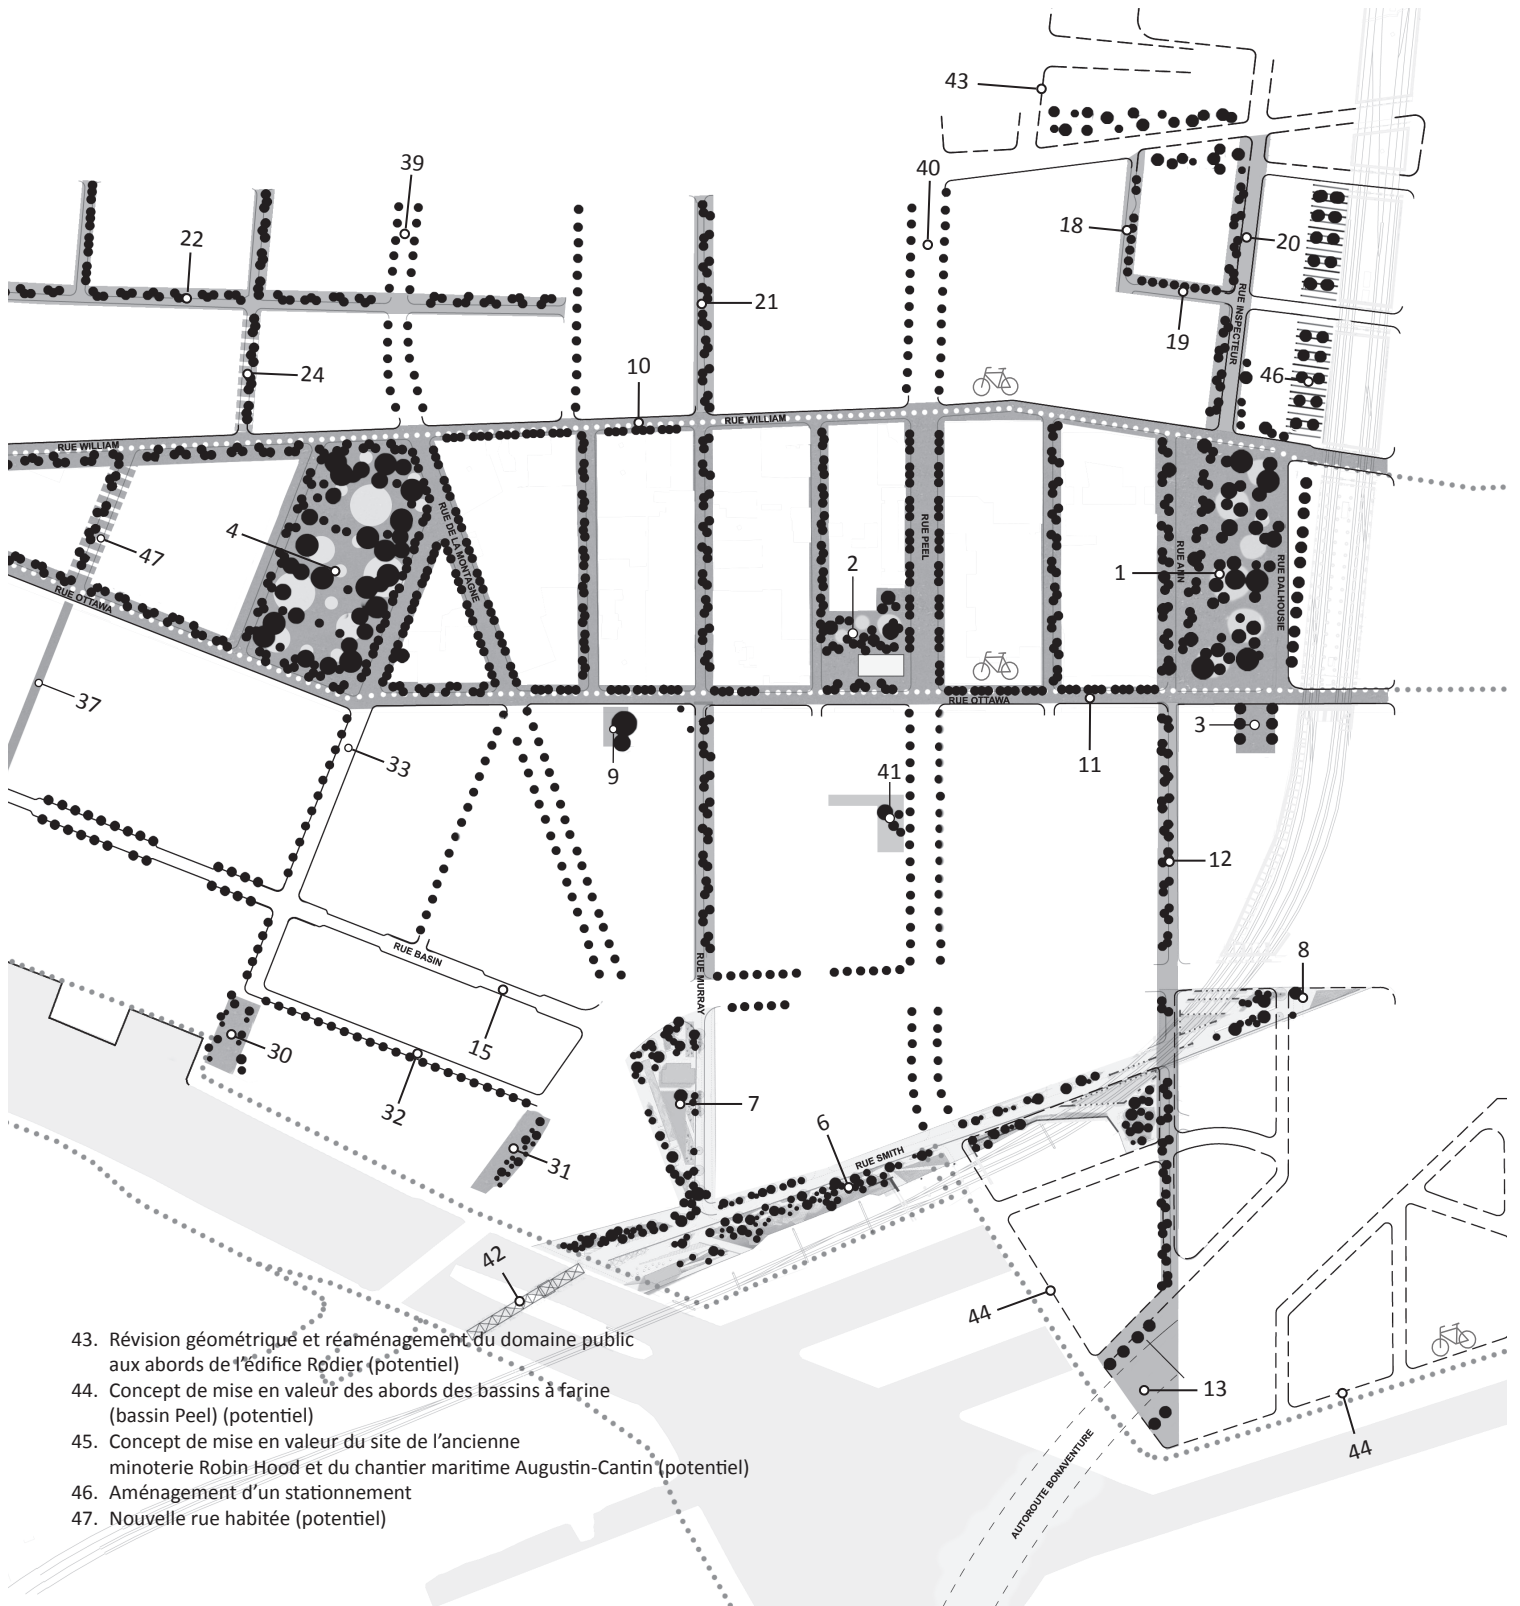 43
39
40
22
18
20
21
19
RUE INSPECTEUR
24
10
46
RUE WILLIAM
RUE WILLIAM
4
47
RUE DE LA MONTAGNE
RUE PEEL
2
RUE ANN
1
RUE DALHOUSIE
RUE OTTAWA
37
RUE OTTAWA
33
9
41
11
3
12
RUE BASIN
RUE MURRAY
8
15
30
32
7
6
RUE SMITH
31
42
44
13
44
AUTOROUTE BONAVENTURE
43. Révision géométrique et réaménagement du domaine public
aux abords de l'édifice Rodier (potentiel)
44. Concept de mise en valeur des abords des bassins à farine
(bassin Peel) (potentiel)
45. Concept de mise en valeur du site de l'ancienne
minoterie Robin Hood et du chantier maritime Augustin-Cantin (potentiel)
46. Aménagement d'un stationnement
47. Nouvelle rue habitée (potentiel)